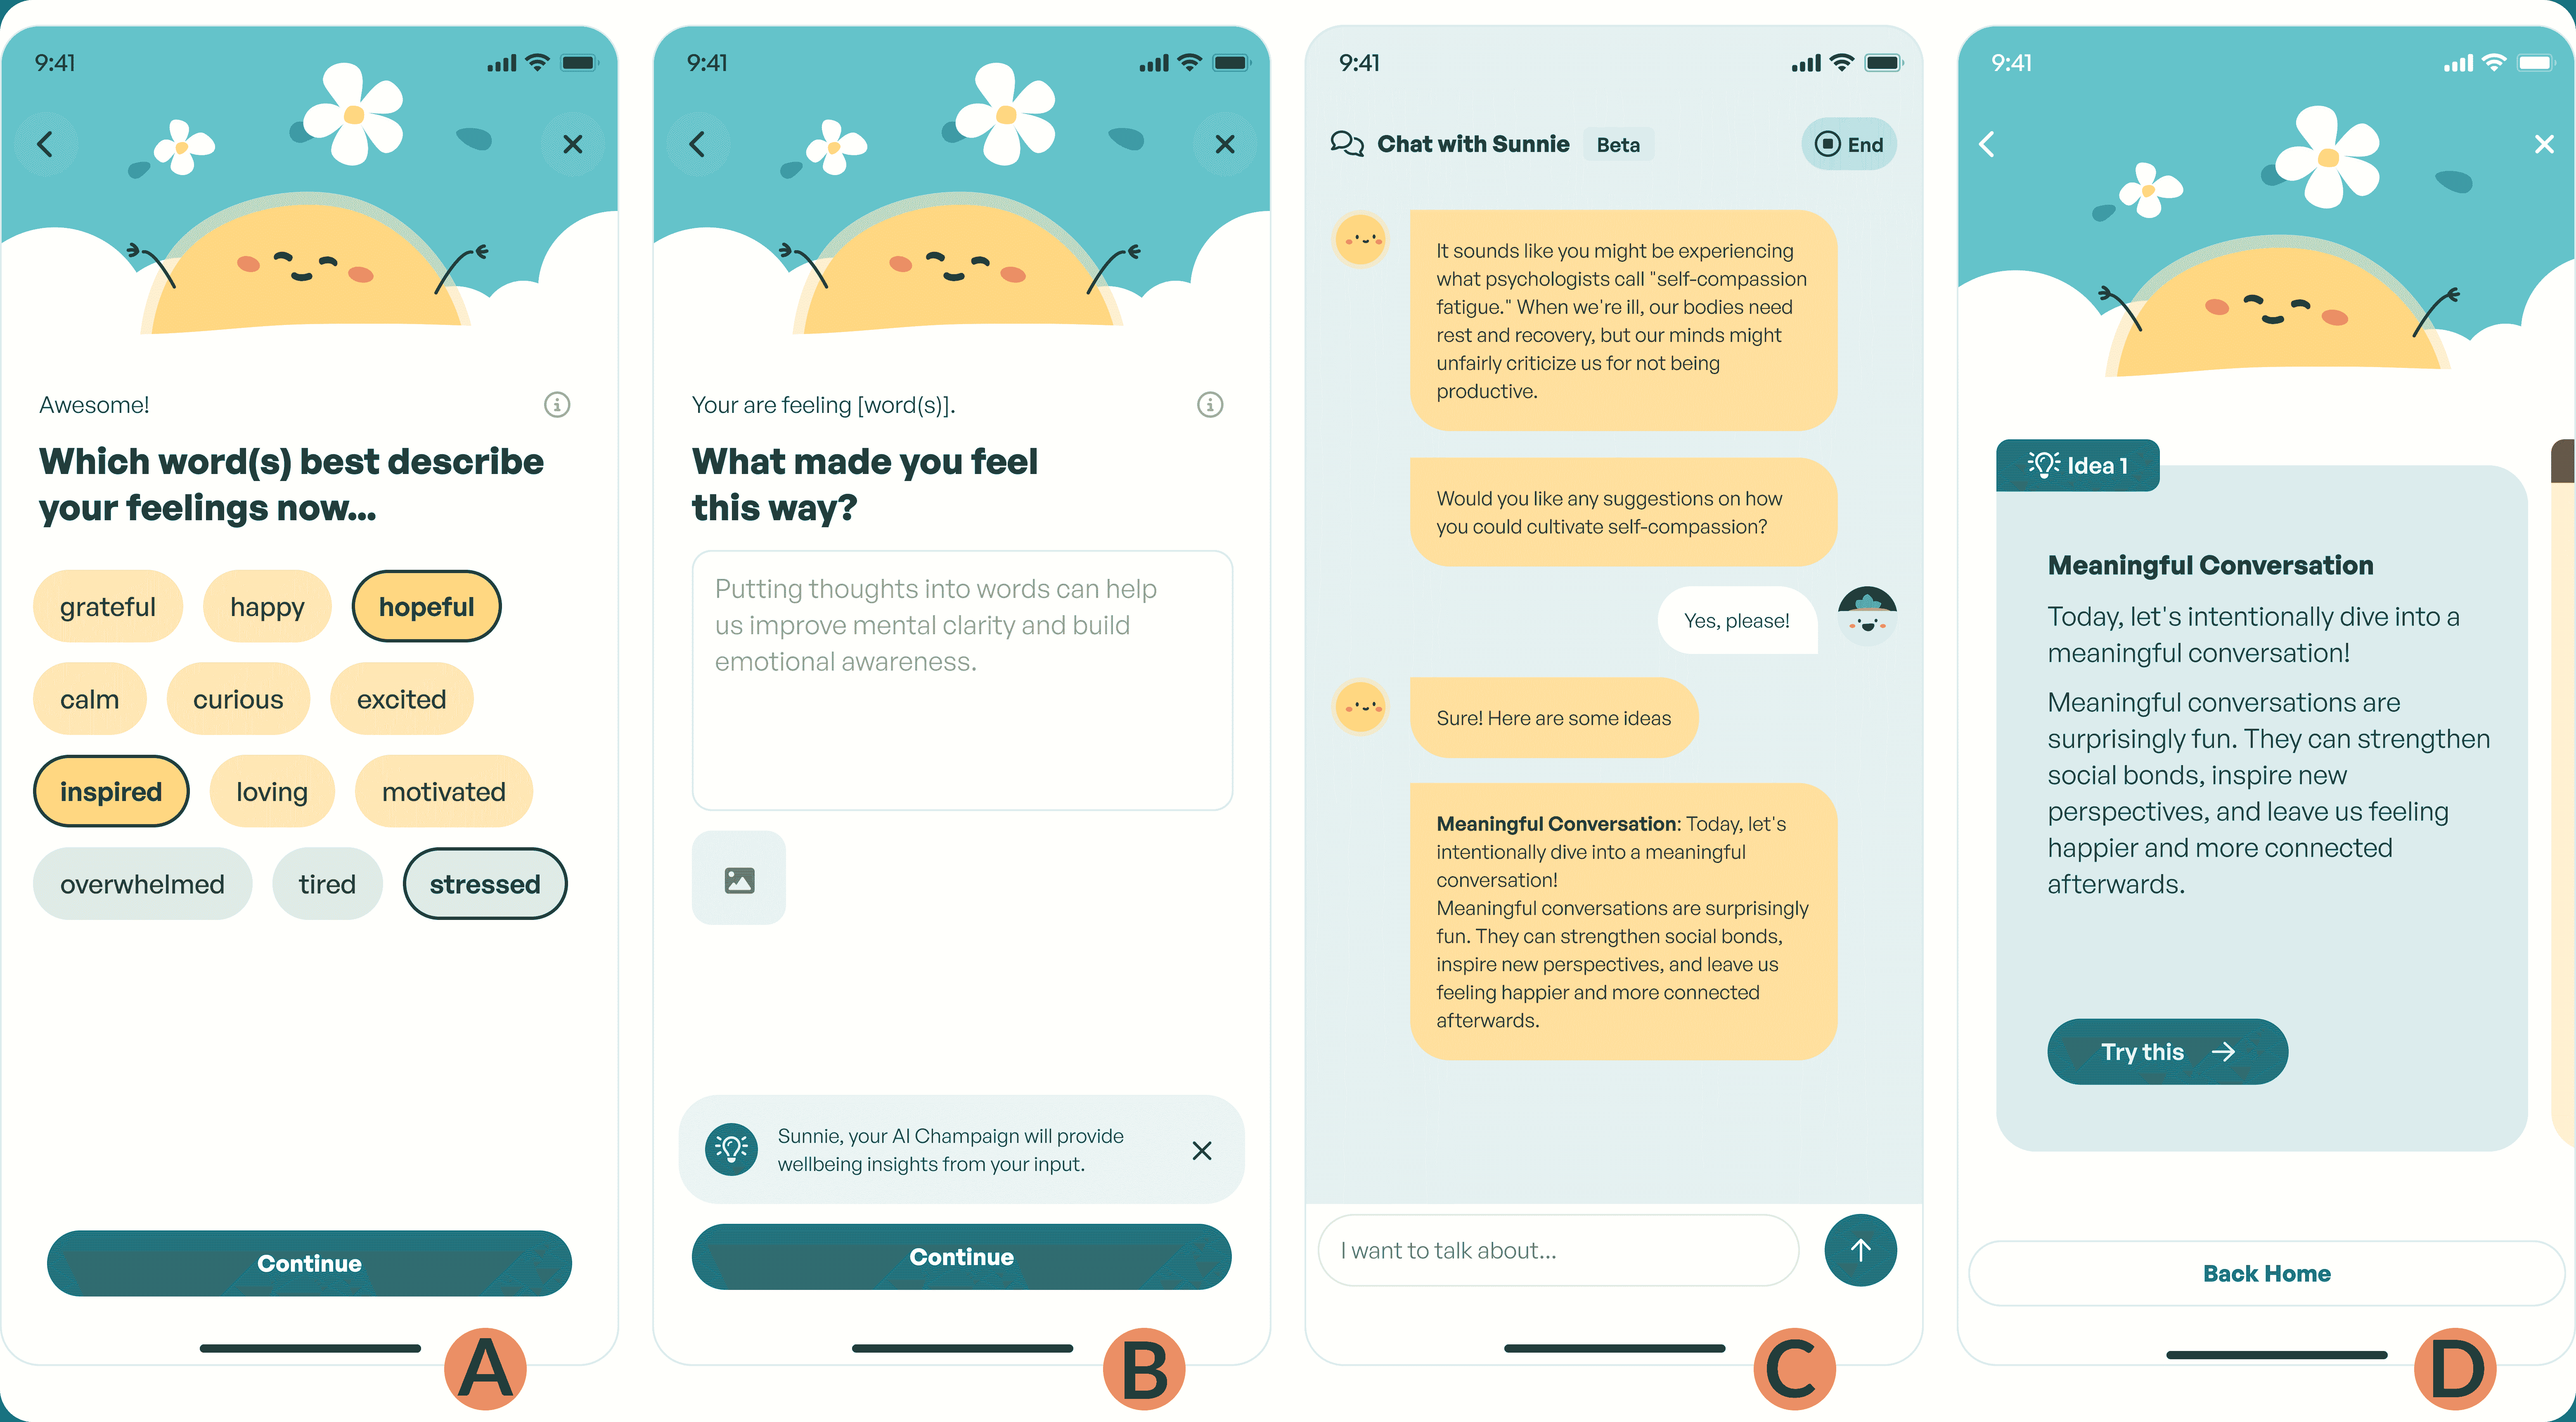 9:41
Awesome!
Which word(s) best describe
your feelings now...
grateful
happy
hopeful
calm
curious
excited
inspired
loving
motivated
overwhelmed
tired
stressed
Continue
A
9:41
Your are feeling [word(s)].
What made you feel
this way?
Putting thoughts into words can help
us improve mental clarity and build
emotional awareness.
Sunnie, your AI Champaign will provide
wellbeing insights from your input.
Continue
B
9:41
Chat with Sunnie
Beta
End
It sounds like you might be experiencing
what psychologists call "self-compassion
fatigue." When we're ill, our bodies need
rest and recovery, but our minds might
unfairly criticize us for not being
productive.
Would you like any suggestions on how
you could cultivate self-compassion?
Yes, please!
Sure! Here are some ideas
Meaningful Conversation: Today, let's
intentionally dive into a meaningful
conversation!
Meaningful conversations are surprisingly
fun. They can strengthen social bonds,
inspire new perspectives, and leave us
feeling happier and more connected
afterwards.
I want to talk about...
C
9:41
Idea 1
Meaningful Conversation
Today, let's intentionally dive into a
meaningful conversation!
Meaningful conversations are
surprisingly fun. They can strengthen
social bonds, inspire new
perspectives, and leave us feeling
happier and more connected
afterwards.
Try this
Back Home
D